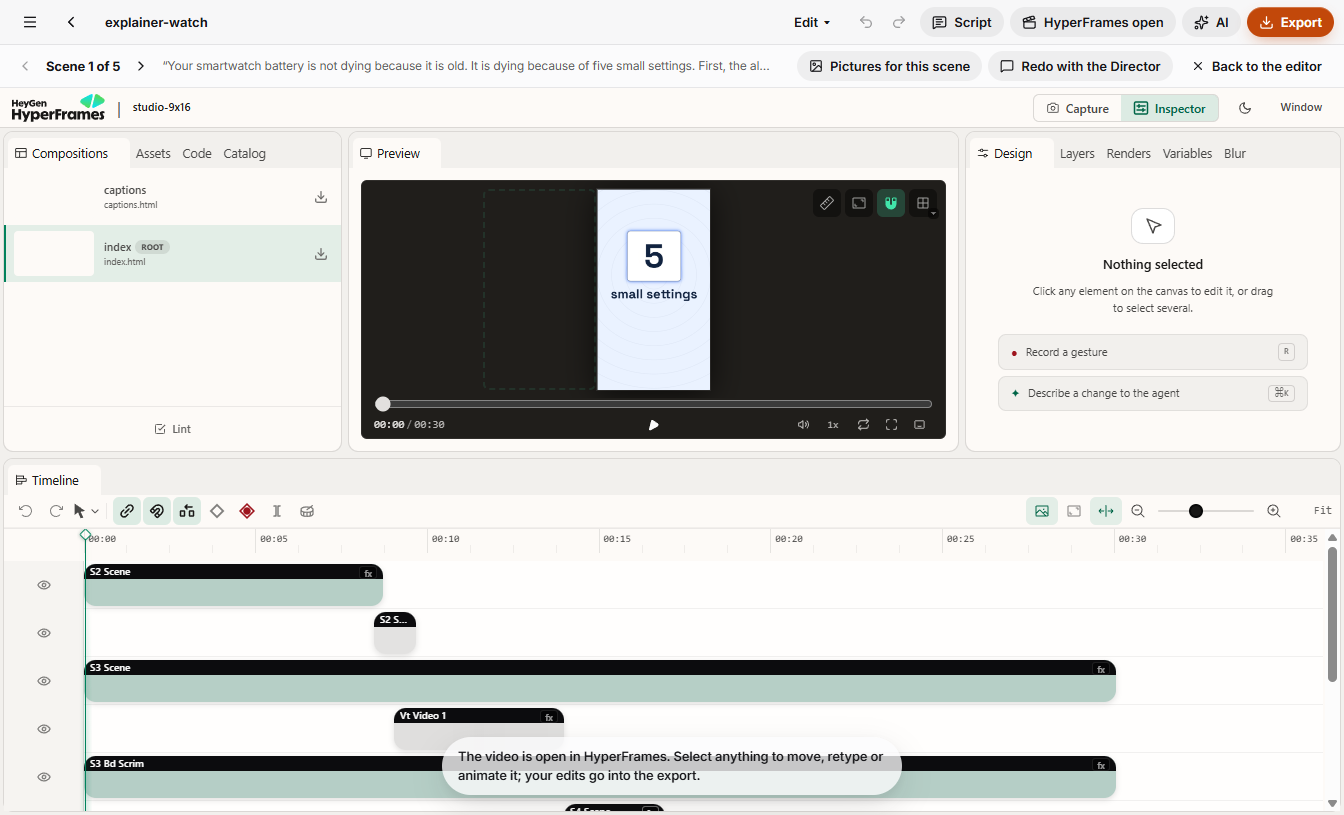 explainer-watch
Edit
Script
HyperFrames open
AI
Export
Scene 1 of 5
“Your smartwatch battery is not dying because it is old. It is dying because of five small settings. First, the al...
Pictures for this scene
Redo with the Director
Back to the editor
HeyGen
HyperFrames
studio-9x16
Capture
Inspector
Window
Compositions
Assets
Code
Catalog
captions
captions.html
index ROOT
index.html
Lint
Preview
5
small settings
00:00 / 00:30
1x
Design
Layers
Renders
Variables
Blur
Nothing selected
Click any element on the canvas to edit it, or drag
to select several.
Record a gesture R
Describe a change to the agent ⌘K
Timeline
Fit
00:00 00:05 00:10 00:15 00:20 00:25 00:30 00:35
S2 Scene fx
S2 S...
S3 Scene fx
Vt Video 1 fx
S3 Bd Scrim fx
The video is open in HyperFrames. Select anything to move, retype or
animate it; your edits go into the export.